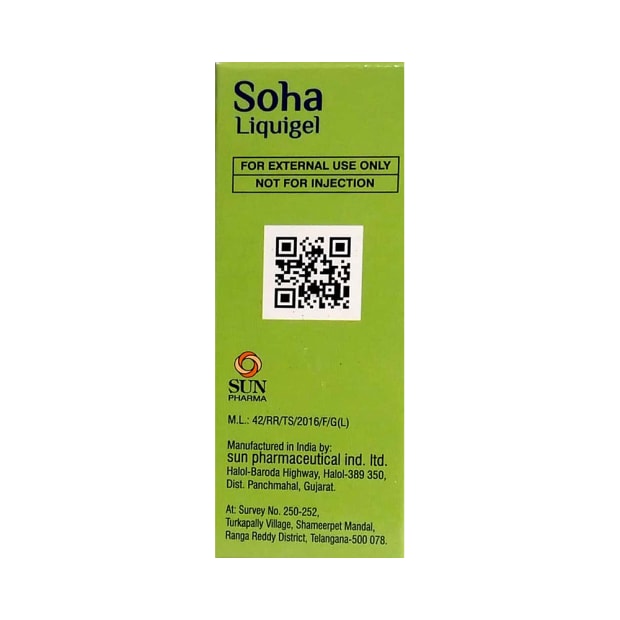 Soha
Liquigel
FOR EXTERNAL USE ONLY
NOT FOR INJECTION
SUN
PHARMA
M.L.: 42/RR/TS/2016/F/G(L)
Manufactured in India by:
sun pharmaceutical ind. ltd.
Halol-Baroda Highway, Halol-389 350,
Dist. Panchmahal, Gujarat.
At: Survey No. 250-252,
Turkapally Village, Shameerpet Mandal,
Ranga Reddy District, Telangana-500 078.